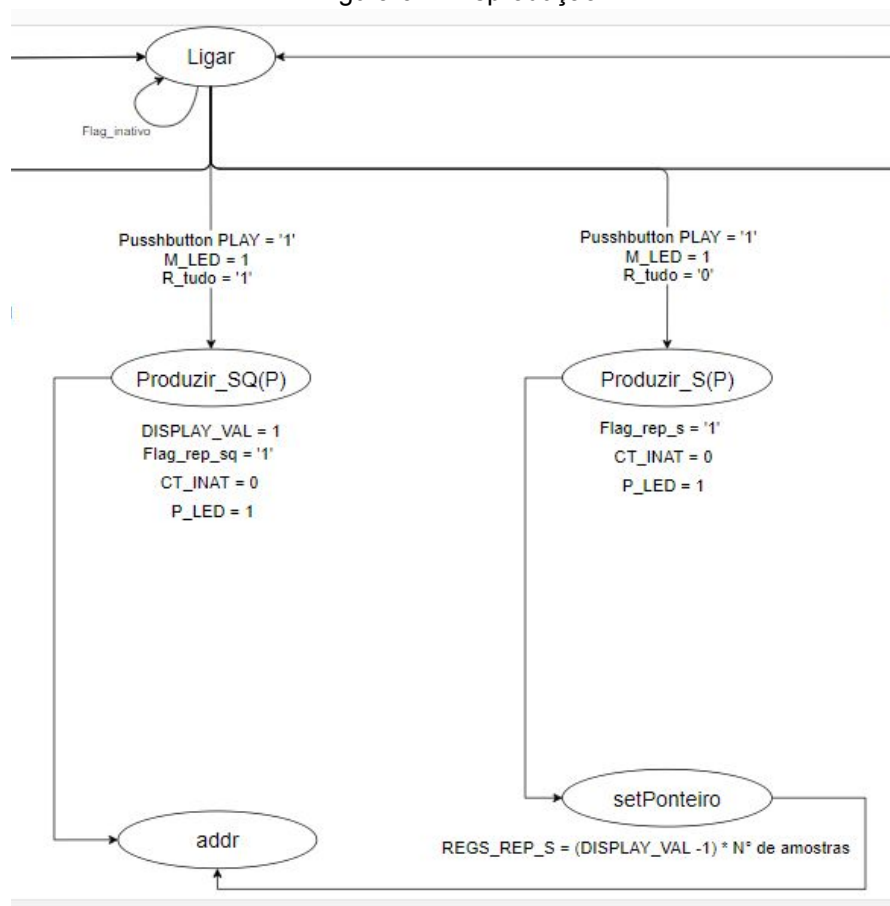 Ligar
Flag_inativo
Pusshbutton PLAY = '1'
M_LED = 1
R_tudo = '1'
Pusshbutton PLAY = '1'
M_LED = 1
R_tudo = '0'
Produzir_SQ(P)
DISPLAY_VAL = 1
Flag_rep_sq = '1'
CT_INAT = 0
P_LED = 1
Produzir_S(P)
Flag_rep_s = '1'
CT_INAT = 0
P_LED = 1
setPonteiro
REGS_REP_S = (DISPLAY_VAL -1) * N° de amostras
addr